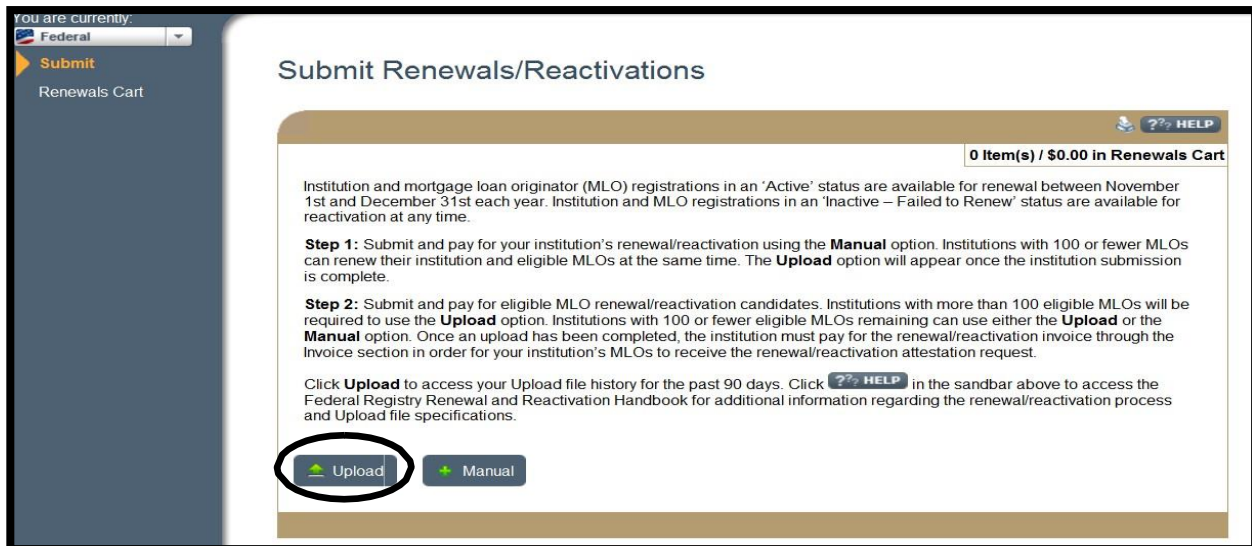 You are currently:
Federal
Submit
Renewals Cart
Submit Renewals/Reactivations
??? HELP
0 Item(s) / $0.00 in Renewals Cart
Institution and mortgage loan originator (MLO) registrations in an ‘Active’ status are available for renewal between November
1st and December 31st each year. Institution and MLO registrations in an ‘Inactive – Failed to Renew’ status are available for
reactivation at any time.
Step 1: Submit and pay for your institution’s renewal/reactivation using the Manual option. Institutions with 100 or fewer MLOs
can renew their institution and eligible MLOs at the same time. The Upload option will appear once the institution submission
is complete.
Step 2: Submit and pay for eligible MLO renewal/reactivation candidates. Institutions with more than 100 eligible MLOs will be
required to use the Upload option. Institutions with 100 or fewer eligible MLOs remaining can use either the Upload or the
Manual option. Once an upload has been completed, the institution must pay for the renewal/reactivation invoice through the
Invoice section in order for your institution’s MLOs to receive the renewal/reactivation attestation request.
Click Upload to access your Upload file history for the past 90 days. Click ??? HELP in the sandbar above to access the
Federal Registry Renewal and Reactivation Handbook for additional information regarding the renewal/reactivation process
and Upload file specifications.
Upload
Manual